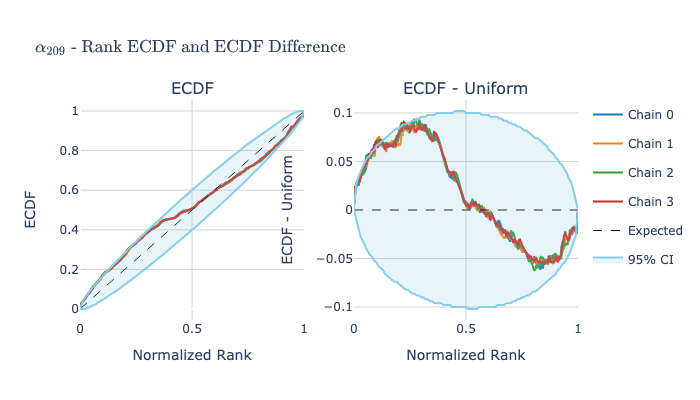 α209 - Rank ECDF and ECDF Difference
ECDF
ECDF - Uniform
1
0.8
0.6
0.4
0.2
0
ECDF
0
0.5
1
Normalized Rank
0.1
0.05
0
−0.05
−0.1
ECDF - Uniform
0
0.5
1
Normalized Rank
Chain 0
Chain 1
Chain 2
Chain 3
Expected
95% CI